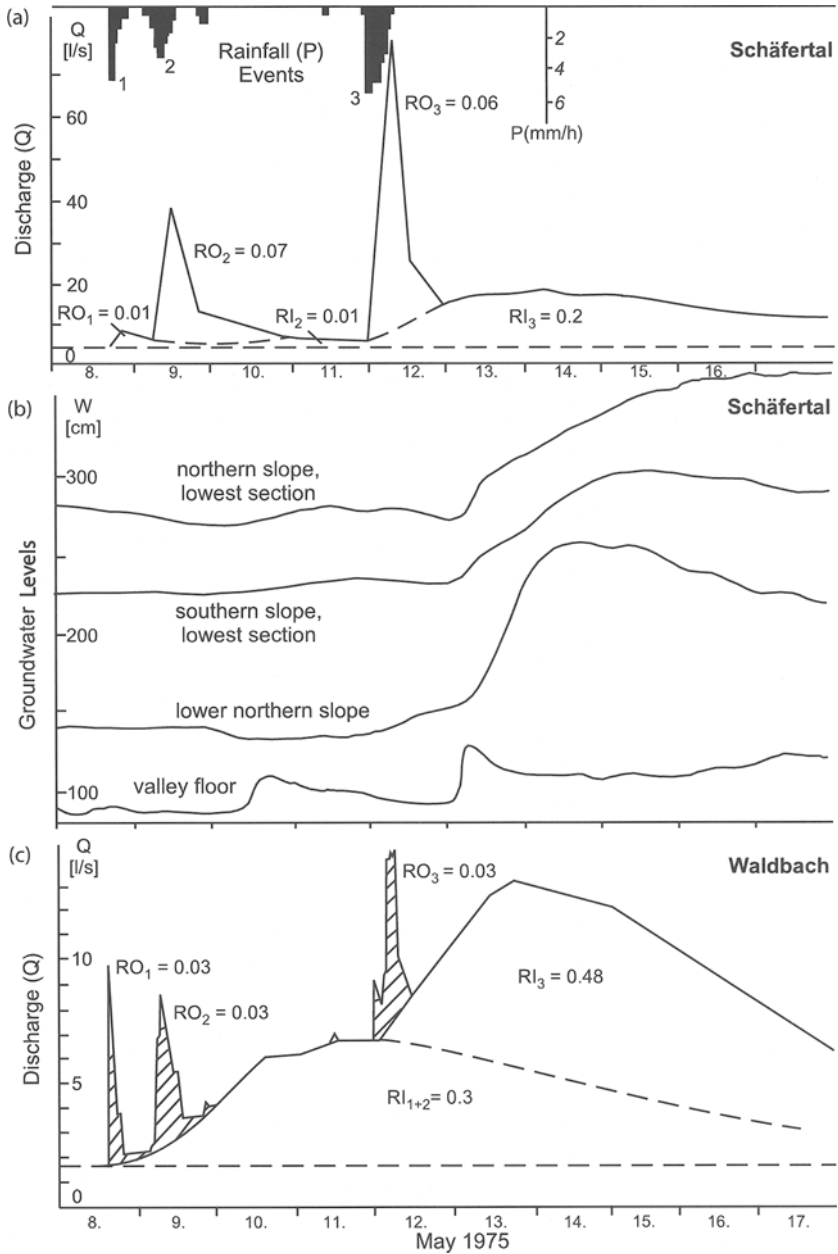 (a)
Q
[l/s]
Rainfall (P)
Events
1
2
3
Schäfertal
2
4
6
P(mm/h)
Discharge (Q)
60
40
20
0
RO₁ = 0.01
RO₂ = 0.07
RI₂ = 0.01
RO₃ = 0.06
RI₃ = 0.2
8. 9. 10. 11. 12. 13. 14. 15. 16.
(b)
W
[cm]
Schäfertal
Groundwater Levels
300
200
100
northern slope,
lowest section
southern slope,
lowest section
lower northern slope
valley floor
(c)
Q
[l/s]
Waldbach
Discharge (Q)
10
5
0
RO₁ = 0.03
RO₂ = 0.03
RO₃ = 0.03
RI₃ = 0.48
RI₁₊₂= 0.3
8. 9. 10. 11. 12. 13. 14. 15. 16. 17.
May 1975